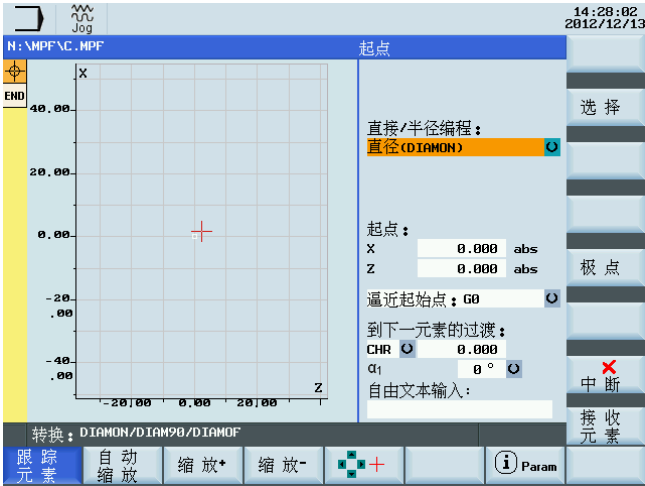 Jog
14:28:02
2012/12/13
N:\MPF\C.MPF
起点
X
END
40.00
20.00
0.00
-20
.00
-40
.00
-20.00 0.00 20.00
Z
直接/半径编程:
直径(DIAMON)
起点:
X 0.000 abs
Z 0.000 abs
逼近起始点:G0
到下一元素的过渡:
CHR 0.000
α1 0 °
自由文本输入:
选择
极点
中断
接收
元素
转换:DIAMON/DIAM90/DIAMOF
跟踪
元素
自动
缩放
缩放+
缩放-
i Param